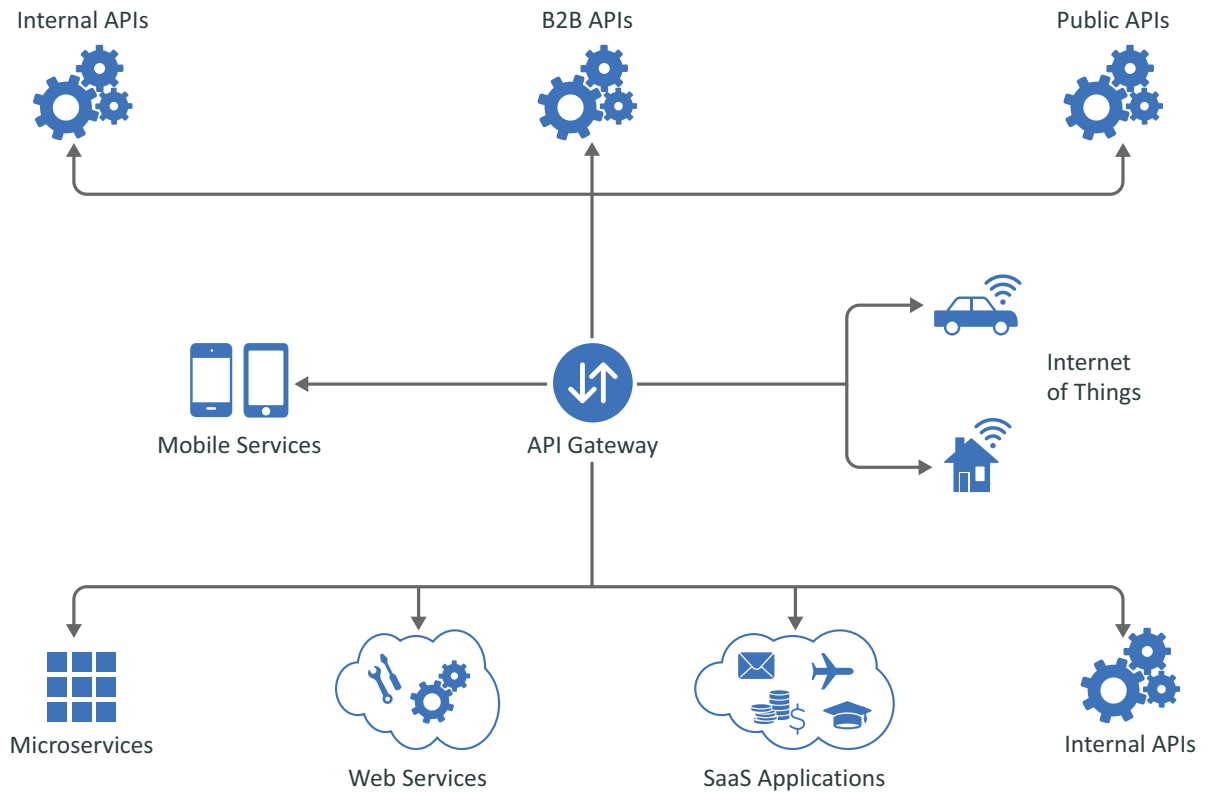 Internal APIs
B2B APIs
Public APIs
Internet
of Things
Mobile Services
API Gateway
Microservices
Web Services
SaaS Applications
Internal APIs